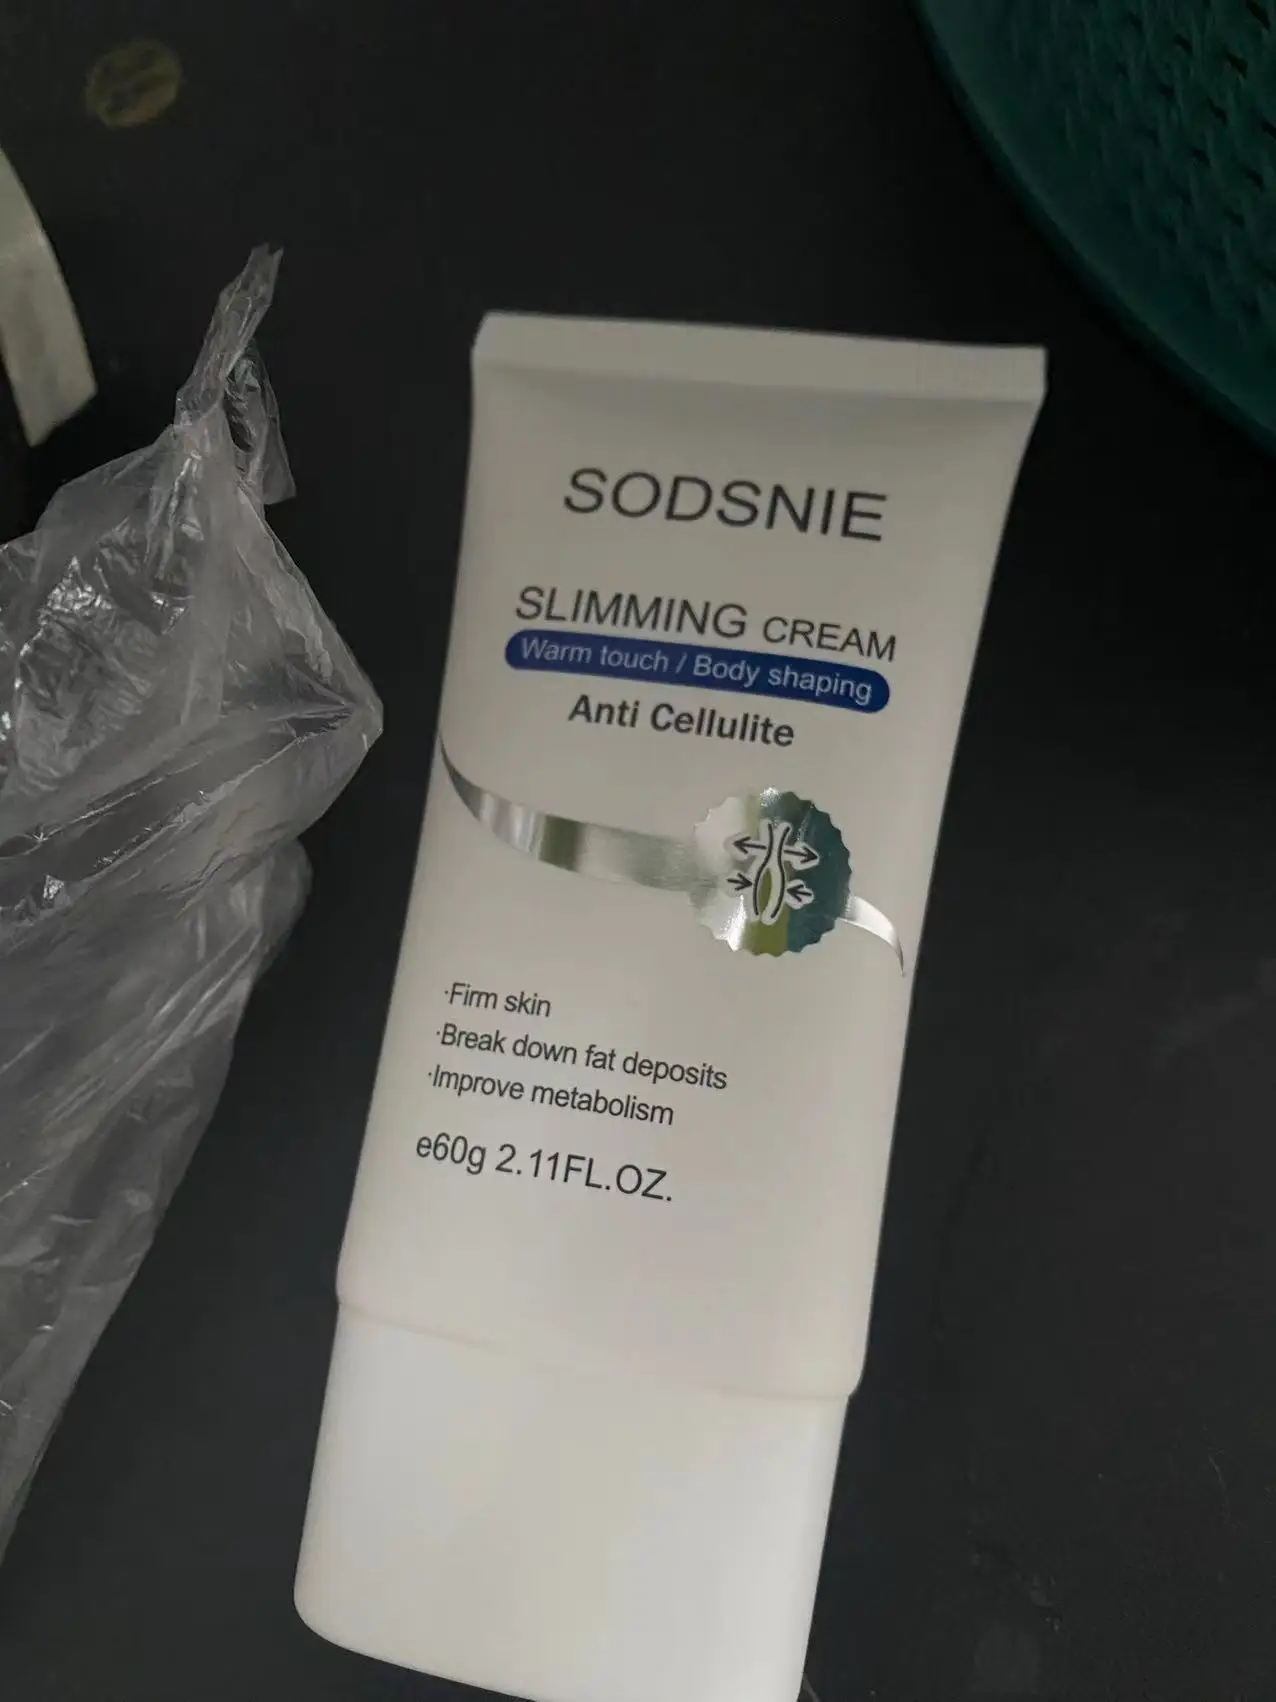 SODSNIE
SLIMMING CREAM
Warm touch / Body shaping
Anti Cellulite
·Firm skin
·Break down fat deposits
·Improve metabolism
e60g 2.11FL.OZ.